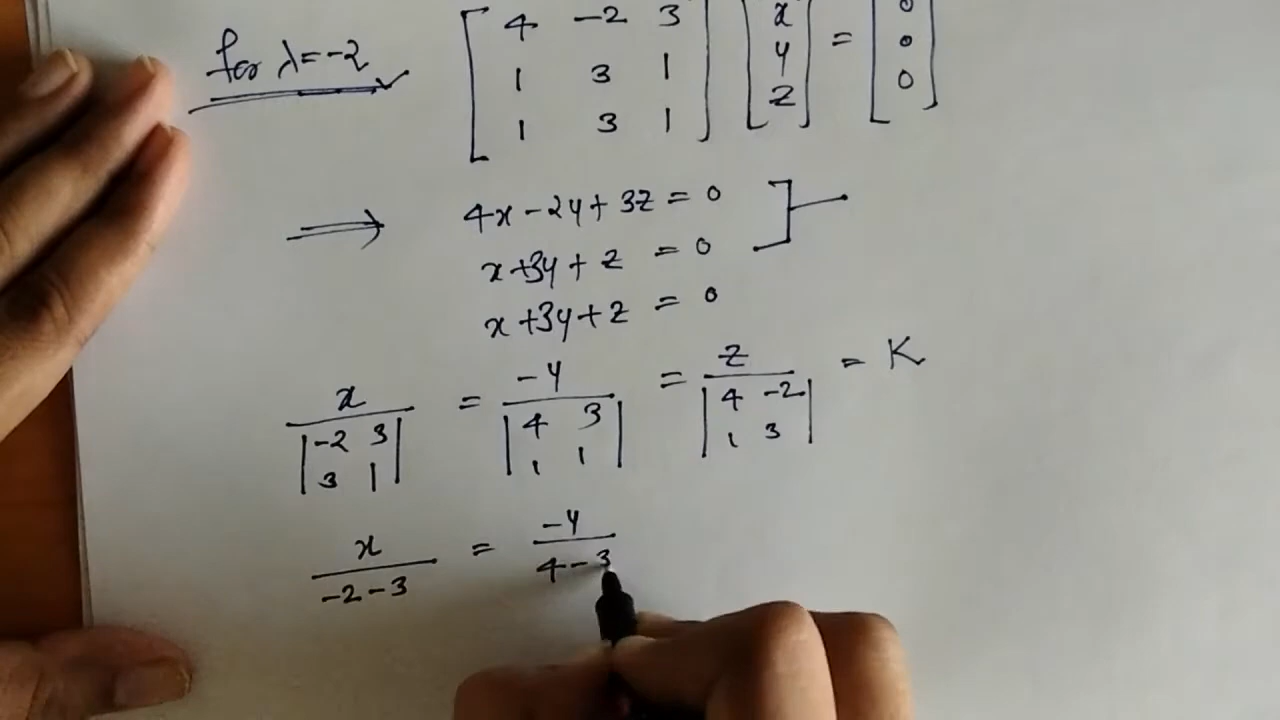 for λ=-2 [4 -2 3; 1 3 1; 1 3 1] [x; y; z] = [0; 0; 0]
⟹ 4x-2y+3z = 0
x+3y+z = 0
x+3y+z = 0
x/|-2 3; 3 1| = -y/|4 3; 1 1| = z/|4 -2; 1 3| = K
x/(-2-3) = -y/(4-3